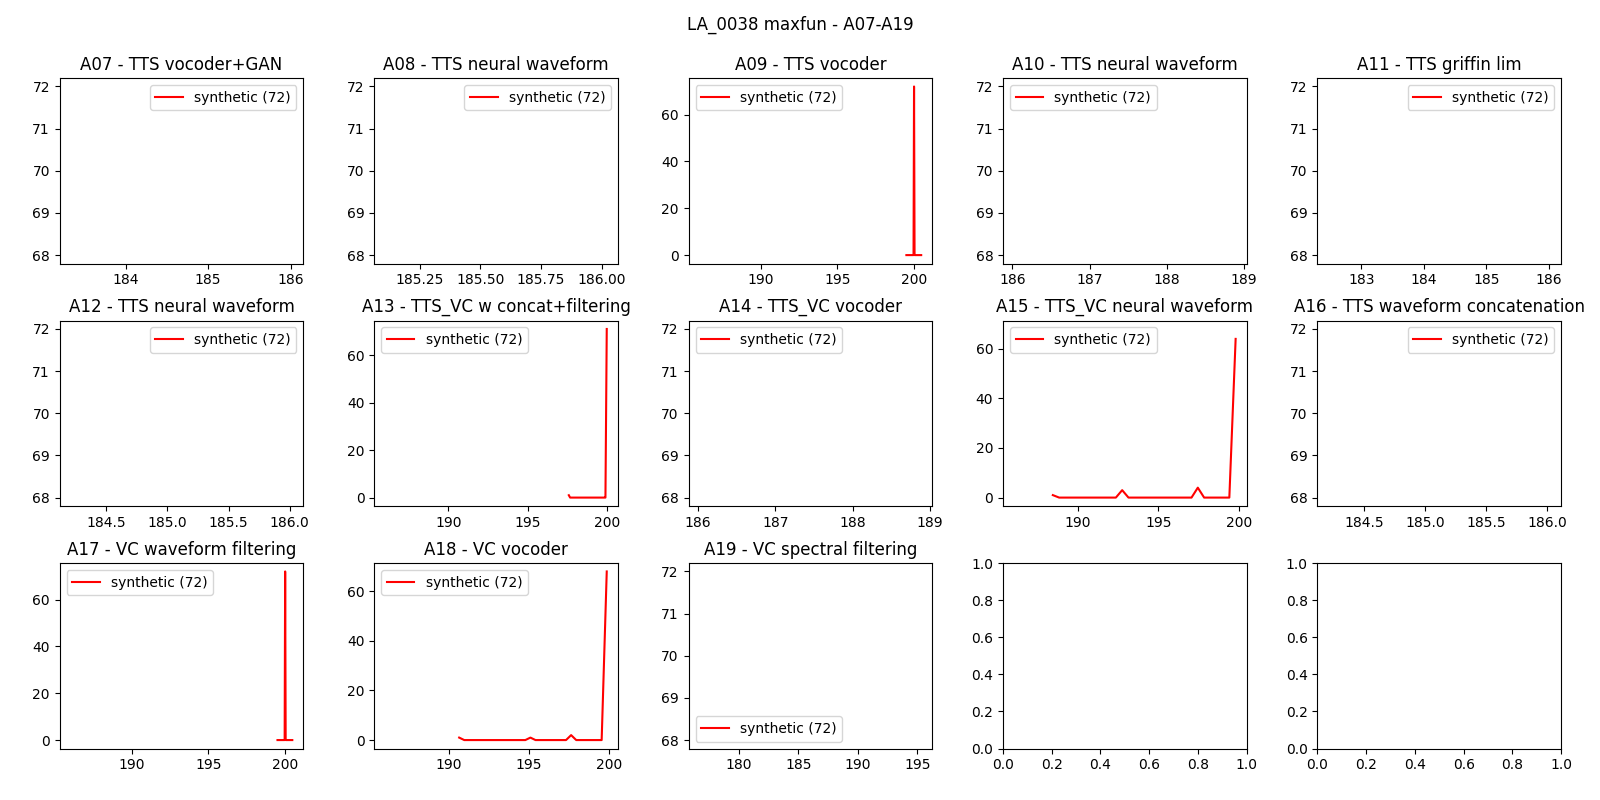 LA_0038 maxfun - A07-A19
A07 - TTS vocoder+GAN
A08 - TTS neural waveform
A09 - TTS vocoder
A10 - TTS neural waveform
A11 - TTS griffin lim
72
71
70
69
68
synthetic (72)
184 185 186
72
71
70
69
68
synthetic (72)
185.25 185.50 185.75 186.00
60
40
20
0
synthetic (72)
190 195 200
72
71
70
69
68
synthetic (72)
186 187 188 189
72
71
70
69
68
synthetic (72)
183 184 185 186
A12 - TTS neural waveform
A13 - TTS_VC w concat+filtering
A14 - TTS_VC vocoder
A15 - TTS_VC neural waveform
A16 - TTS waveform concatenation
72
71
70
69
68
synthetic (72)
184.5 185.0 185.5 186.0
60
40
20
0
synthetic (72)
190 195 200
72
71
70
69
68
synthetic (72)
186 187 188 189
60
40
20
0
synthetic (72)
190 195 200
72
71
70
69
68
synthetic (72)
184.5 185.0 185.5 186.0
A17 - VC waveform filtering
A18 - VC vocoder
A19 - VC spectral filtering
60
40
20
0
synthetic (72)
190 195 200
60
40
20
0
synthetic (72)
190 195 200
72
71
70
69
68
synthetic (72)
180 185 190 195
1.0
0.8
0.6
0.4
0.2
0.0
0.0 0.2 0.4 0.6 0.8 1.0
1.0
0.8
0.6
0.4
0.2
0.0
0.0 0.2 0.4 0.6 0.8 1.0